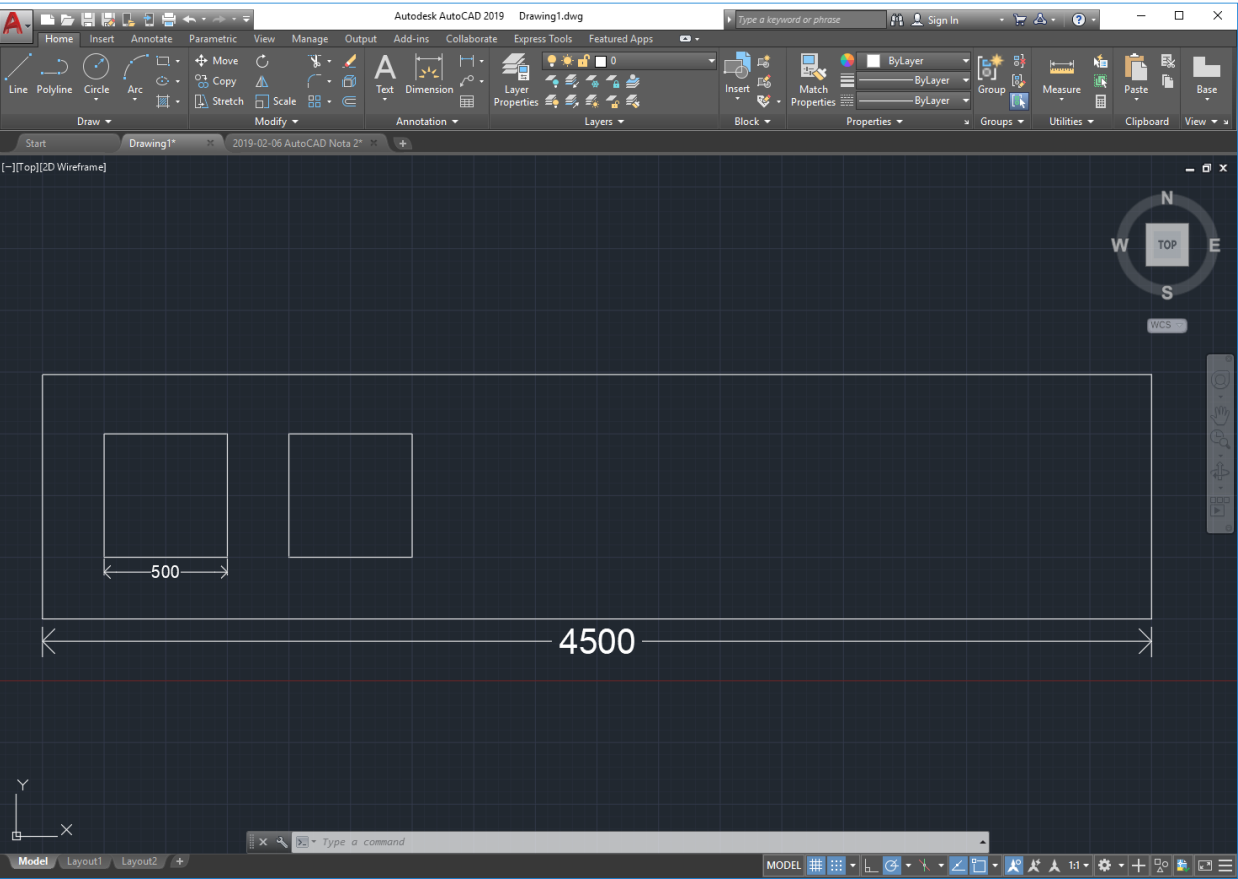 Autodesk AutoCAD 2019 Drawing1.dwg
Type a keyword or phrase
Sign In
Home Insert Annotate Parametric View Manage Output Add-ins Collaborate Express Tools Featured Apps
Line Polyline Circle Arc
Move
Copy
Stretch Scale
Text Dimension
Layer
Properties
0
Insert
Match
Properties
ByLayer
ByLayer
ByLayer
Group
Measure
Paste
Base
Draw Modify Annotation Layers Block Properties Groups Utilities Clipboard View
Start Drawing1* 2019-02-06 AutoCAD Nota 2*
[−][Top][2D Wireframe]
N
W TOP E
S
WCS
500
4500
Y
X
Type a command
Model Layout1 Layout2 +
MODEL 1:1